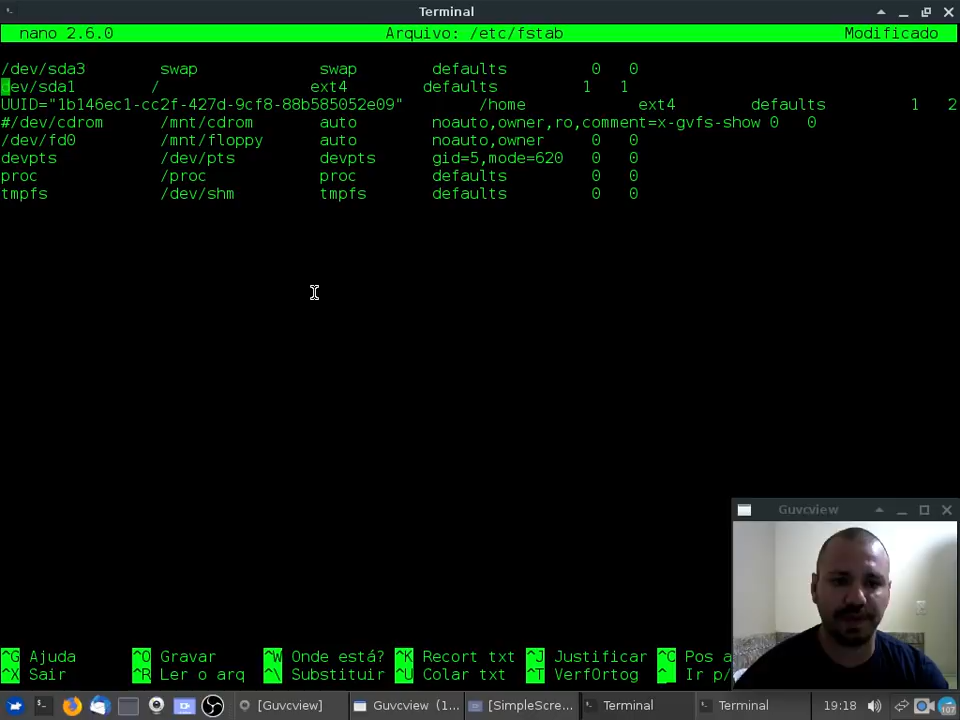 Terminal
nano 2.6.0 Arquivo: /etc/fstab Modificado
/dev/sda3 swap swap defaults 0 0
dev/sda1 / ext4 defaults 1 1
UUID="1b146ec1-cc2f-427d-9cf8-88b585052e09" /home ext4 defaults 1 2
#/dev/cdrom /mnt/cdrom auto noauto,owner,ro,comment=x-gvfs-show 0 0
/dev/fd0 /mnt/floppy auto noauto,owner 0 0
devpts /dev/pts devpts gid=5,mode=620 0 0
proc /proc proc defaults 0 0
tmpfs /dev/shm tmpfs defaults 0 0
Guvcview
^G Ajuda ^O Gravar ^W Onde está? ^K Recort txt ^J Justificar ^C Pos a
^X Sair ^R Ler o arq ^\ Substituir ^U Colar txt ^T VerfOrtog ^_ Ir p/
[Guvcview] Guvcview (1... [SimpleScre... Terminal Terminal 19:18 107